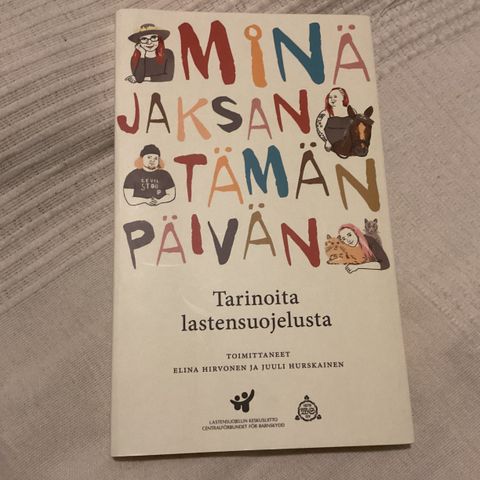 MINÄ
JAKSAN
TÄMÄN
PÄIVÄN
Tarinoita
lastensuojelusta
TOIMITTANEET
ELINA HIRVONEN JA JUULI HURSKAINEN
LASTENSUOJELUN KESKUSLIITTO
CENTRALFÖRBUNDET FÖR BARNSKYDD